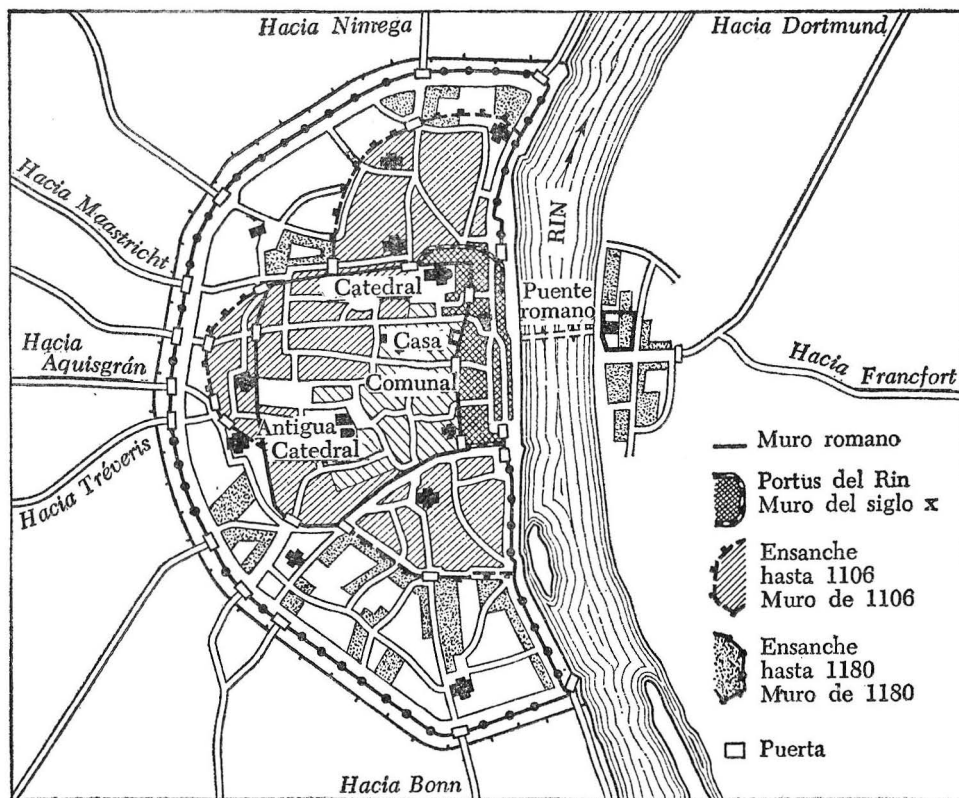 Hacia Nimega
Hacia Dortmund
Hacia Maastricht
RIN
Catedral
Puente
romano
Casa
Hacia
Aquisgrán
Comunal
Hacia Francfort
Antigua
Catedral
Hacia Tréveris
Muro romano
Portus del Rin
Muro del siglo x
Ensanche
hasta 1106
Muro de 1106
Ensanche
hasta 1180
Muro de 1180
Puerta
Hacia Bonn